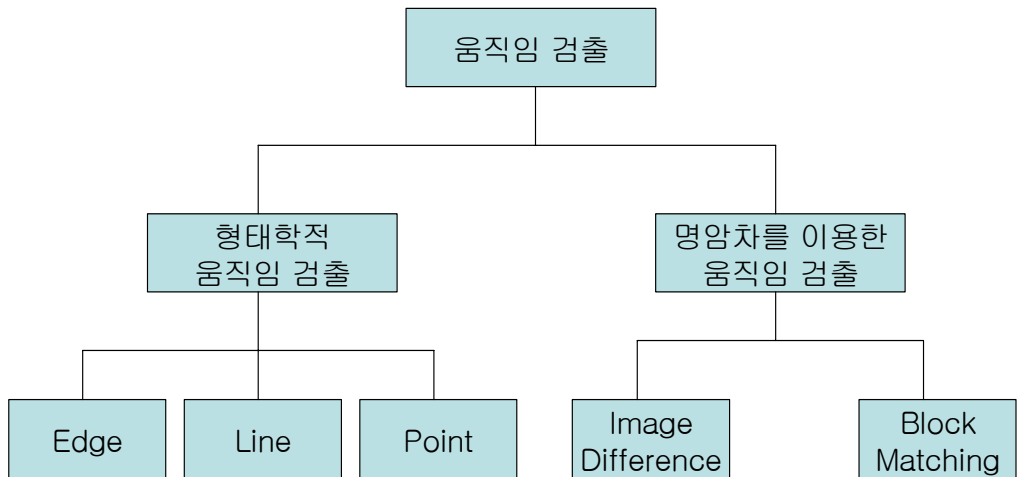 움직임 검출
형태학적
움직임 검출
명암차를 이용한
움직임 검출
Edge
Line
Point
Image
Difference
Block
Matching